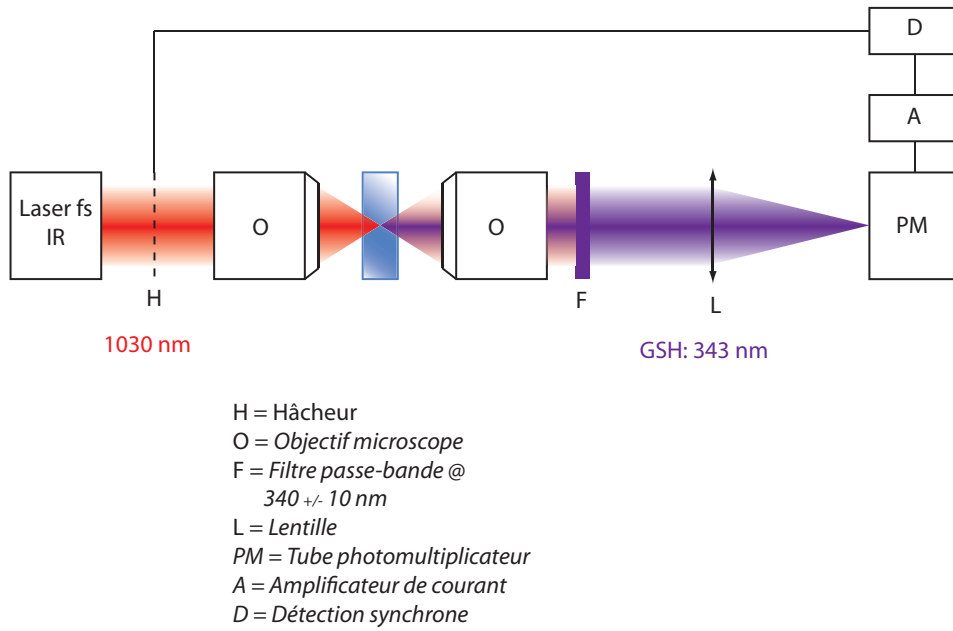 D
A
Laser fs
IR
O
O
PM
H
F
L
1030 nm
GSH: 343 nm
H = Hâcheur
O = Objectif microscope
F = Filtre passe-bande @
340 +/- 10 nm
L = Lentille
PM = Tube photomultiplicateur
A = Amplificateur de courant
D = Détection synchrone